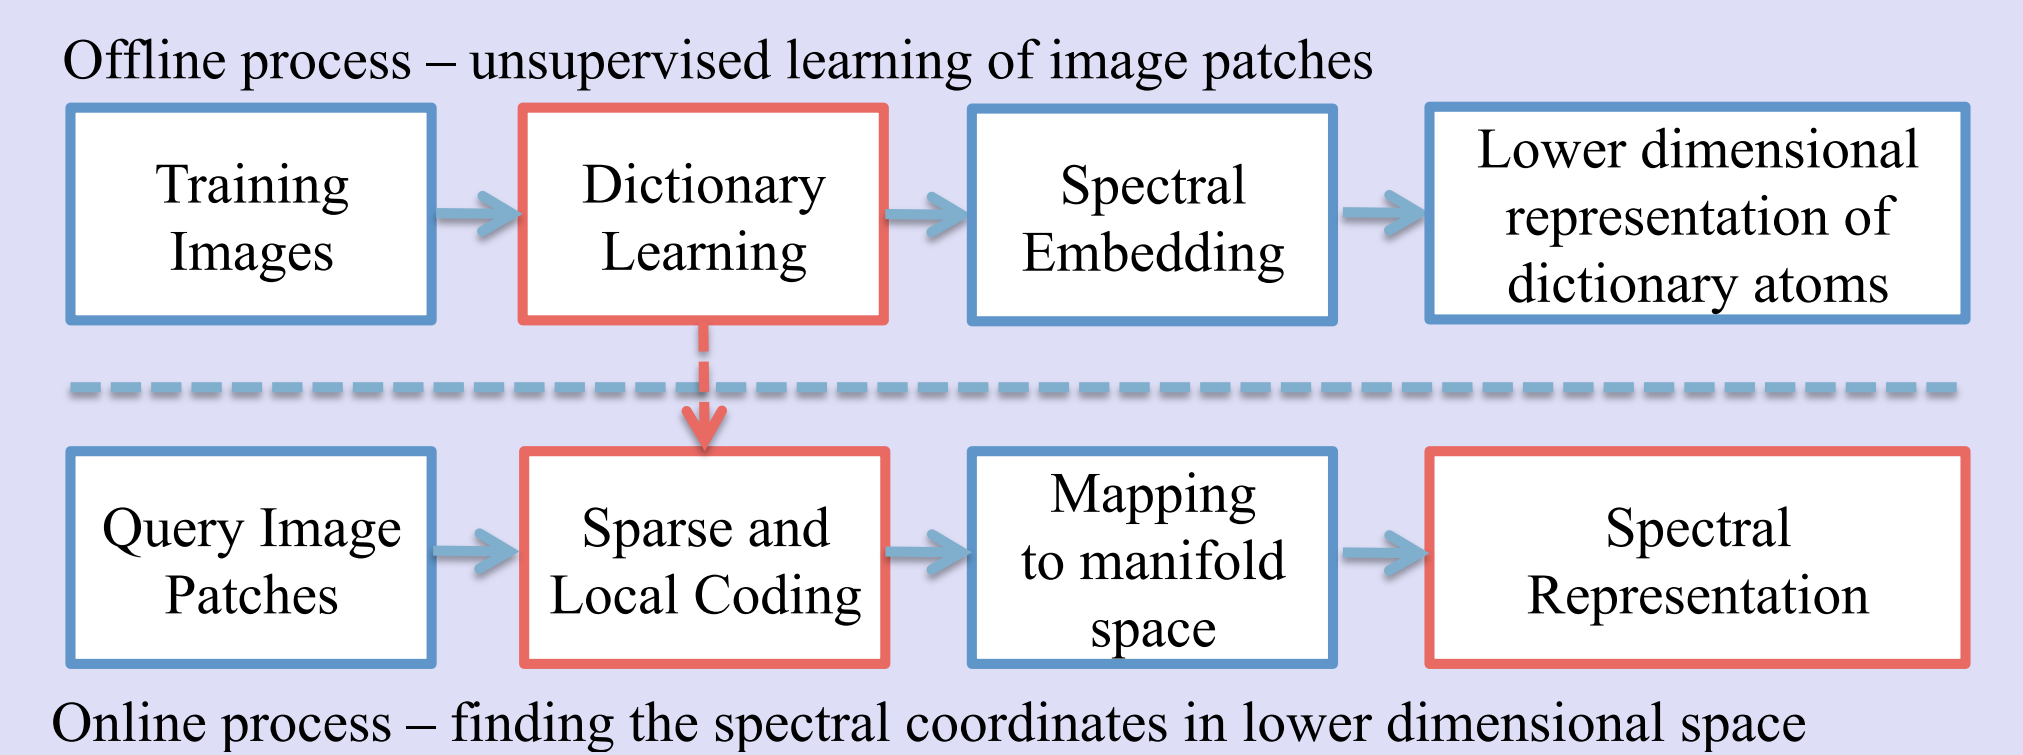 Offline process – unsupervised learning of image patches
Training
Images
Dictionary
Learning
Spectral
Embedding
Lower dimensional
representation of
dictionary atoms
Query Image
Patches
Sparse and
Local Coding
Mapping
to manifold
space
Spectral
Representation
Online process – finding the spectral coordinates in lower dimensional space